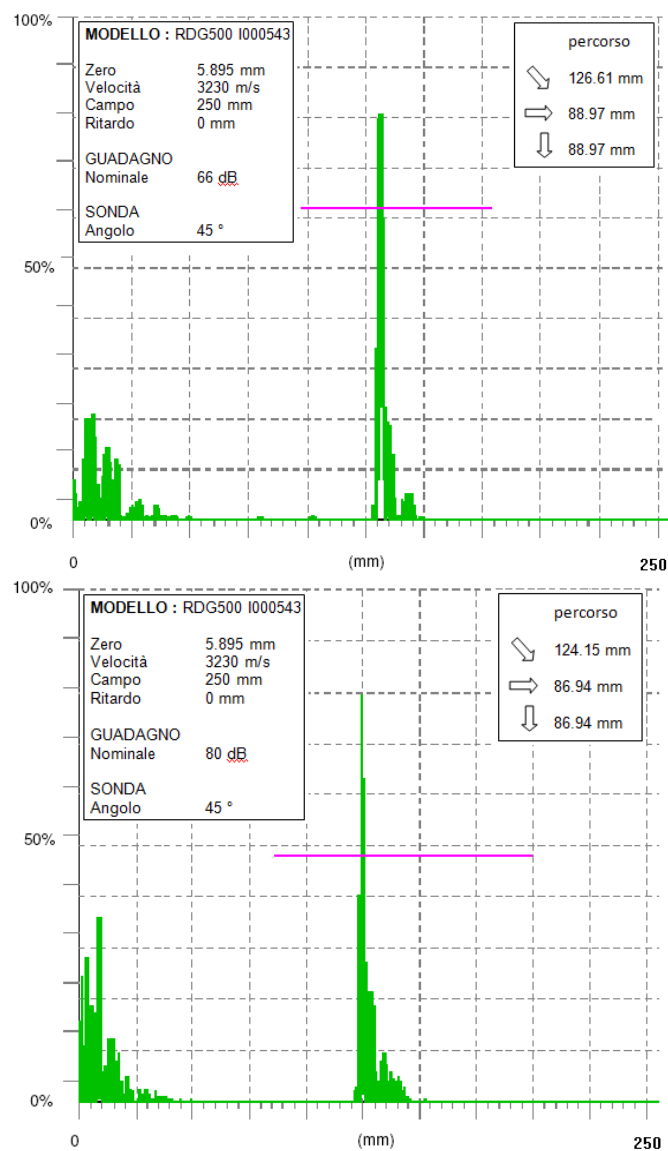 100%
MODELLO : RDG500 I000543
Zero 5.895 mm
Velocità 3230 m/s
Campo 250 mm
Ritardo 0 mm
GUADAGNO
Nominale 66 dB
SONDA
Angolo 45 °
percorso
126.61 mm
88.97 mm
88.97 mm
50%
0%
0 (mm) 250
100%
MODELLO : RDG500 I000543
Zero 5.895 mm
Velocità 3230 m/s
Campo 250 mm
Ritardo 0 mm
GUADAGNO
Nominale 80 dB
SONDA
Angolo 45 °
percorso
124.15 mm
86.94 mm
86.94 mm
50%
0%
0 (mm) 250